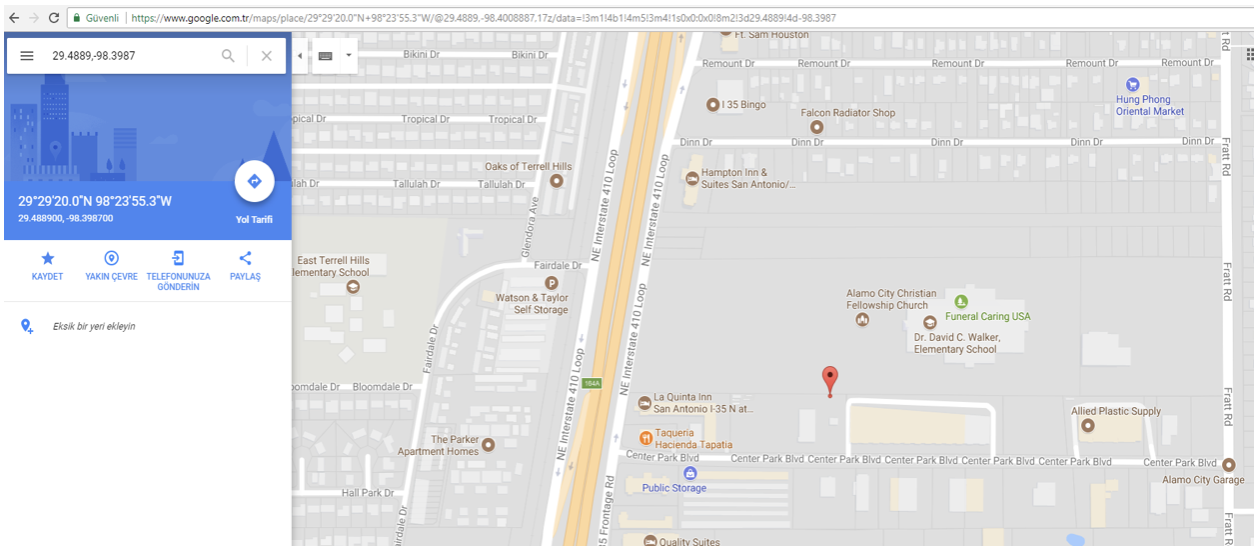 Güvenli
https://www.google.com.tr/maps/place/29°29'20.0"N+98°23'55.3"W/@29.4889,-98.4008887,17z/data=!3m1!4b1!4m5!3m4!1s0x0:0x0!8m2!3d29.4889!4d-98.3987
29.4889,-98.3987
29°29'20.0"N 98°23'55.3"W
29.488900, -98.398700
Yol Tarifi
KAYDET
YAKIN ÇEVRE
TELEFONUNUZA
GÖNDERİN
PAYLAŞ
Eksik bir yeri ekleyin
Ft. Sam Houston
Bikini Dr
Bikini Dr
Remount Dr
Remount Dr
Remount Dr
Remount Dr
Remount Dr
Hung Phong
Oriental Market
I 35 Bingo
Falcon Radiator Shop
Tropical Dr
Tropical Dr
Dinn Dr
Dinn Dr
Dinn Dr
Dinn Dr
Dinn Dr
Oaks of Terrell Hills
Hampton Inn &
Suites San Antonio/...
Tallulah Dr
Tallulah Dr
Glendora Ave
NE Interstate 410 Loop
NE Interstate 410 Loop
Fratt Rd
Fratt Rd
East Terrell Hills
Elementary School
Fairdale Dr
Watson & Taylor
Self Storage
Alamo City Christian
Fellowship Church
Funeral Caring USA
Dr. David C. Walker,
Elementary School
Fairdale Dr
NE Interstate 410 Loop
NE Interstate 410 Loop
164A
Bloomdale Dr
Bloomdale Dr
La Quinta Inn
San Antonio I-35 N at...
Taqueria
Hacienda Tapatia
Allied Plastic Supply
Fratt Rd
The Parker
Apartment Homes
Center Park Blvd
Center Park Blvd
Center Park Blvd
Center Park Blvd
Center Park Blvd
Center Park Blvd
Center Park Blvd
Public Storage
Alamo City Garage
Hall Park Dr
Fairdale Dr
35 Frontage Rd
Quality Suites
Fratt R